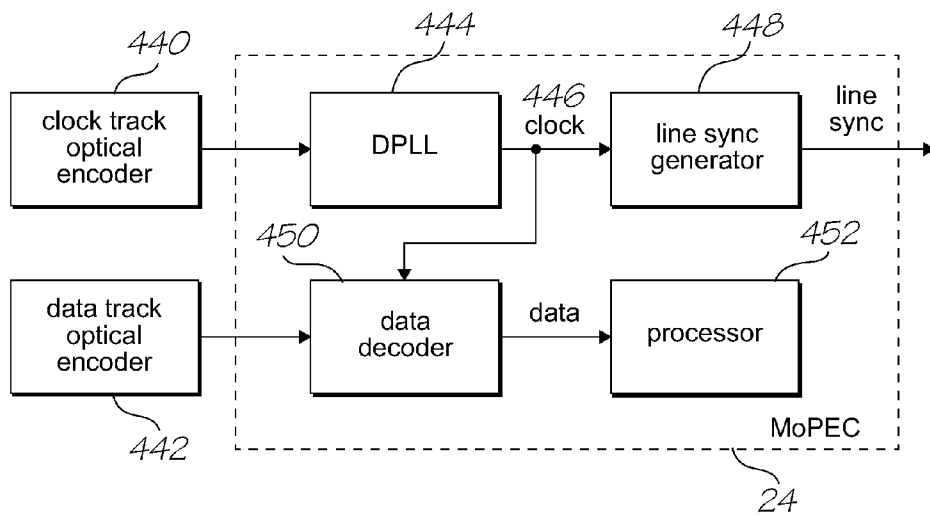 440
444
448
clock track
optical
encoder
DPLL
446
clock
line sync
generator
line
sync
450
452
data track
optical
encoder
data
decoder
data
processor
442
MoPEC
24